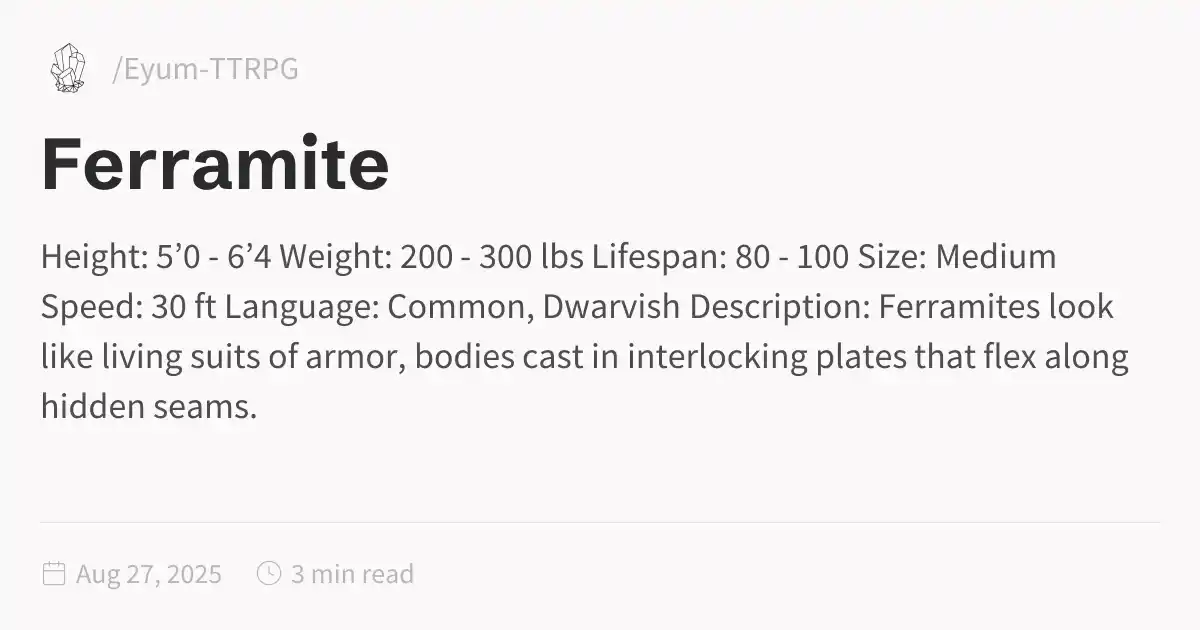 /Eyum-TTRPG
Ferramite
Height: 5’0 - 6’4 Weight: 200 - 300 lbs Lifespan: 80 - 100 Size: Medium
Speed: 30 ft Language: Common, Dwarvish Description: Ferramites look
like living suits of armor, bodies cast in interlocking plates that flex along
hidden seams.
Aug 27, 2025 3 min read